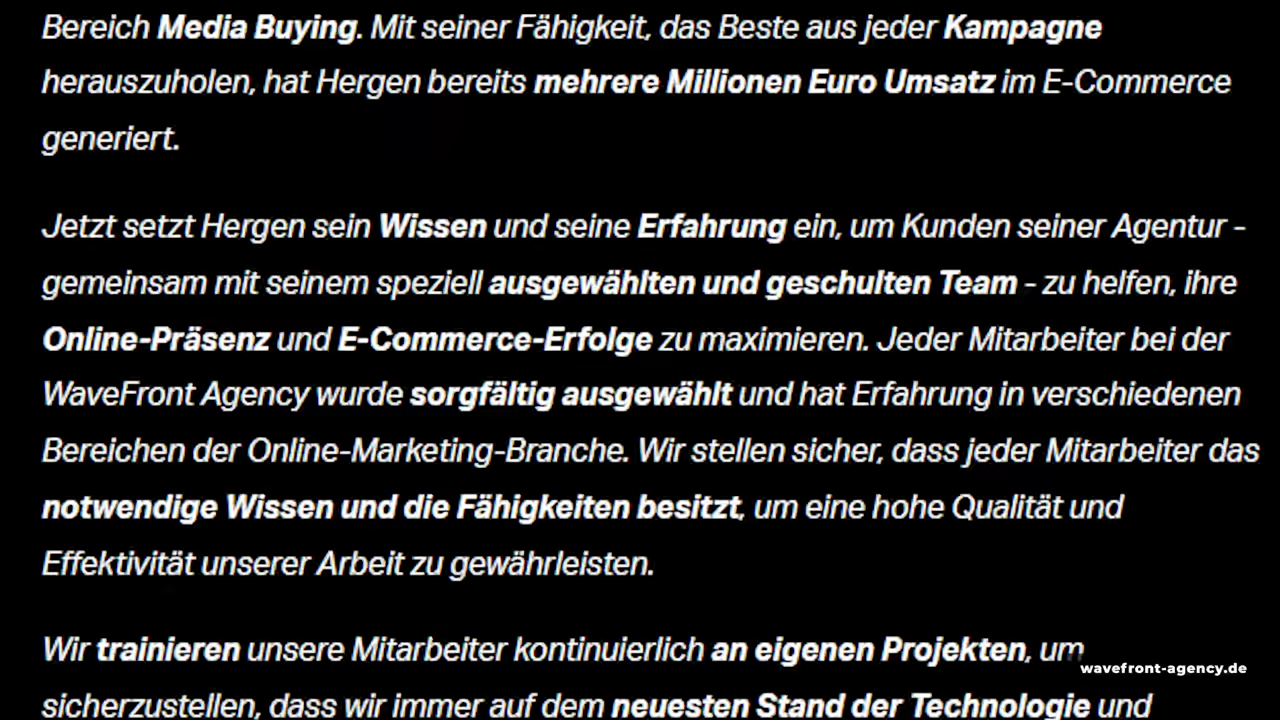 Bereich Media Buying. Mit seiner Fähigkeit, das Beste aus jeder Kampagne
herauszuholen, hat Hergen bereits mehrere Millionen Euro Umsatz im E-Commerce
generiert.
Jetzt setzt Hergen sein Wissen und seine Erfahrung ein, um Kunden seiner Agentur -
gemeinsam mit seinem speziell ausgewählten und geschulten Team - zu helfen, ihre
Online-Präsenz und E-Commerce-Erfolge zu maximieren. Jeder Mitarbeiter bei der
WaveFront Agency wurde sorgfältig ausgewählt und hat Erfahrung in verschiedenen
Bereichen der Online-Marketing-Branche. Wir stellen sicher, dass jeder Mitarbeiter das
notwendige Wissen und die Fähigkeiten besitzt, um eine hohe Qualität und
Effektivität unserer Arbeit zu gewährleisten.
Wir trainieren unsere Mitarbeiter kontinuierlich an eigenen Projekten, um
wavefront-agency.de
sicherzustellen, dass wir immer auf dem neuesten Stand der Technologie und